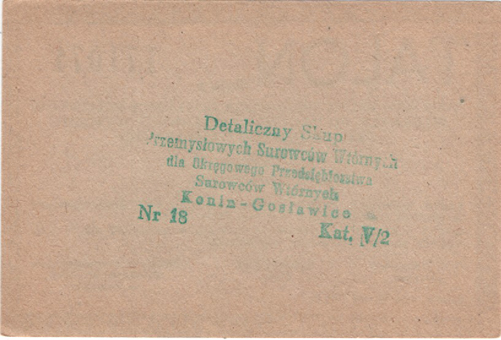 Detaliczny Skup
Przemysłowych Surowców Wtórnych
dla Okręgowego Przedsiębiorstwa
Surowców Wtórnych
Konin-Gosławice
Nr 18 Kat. V/2